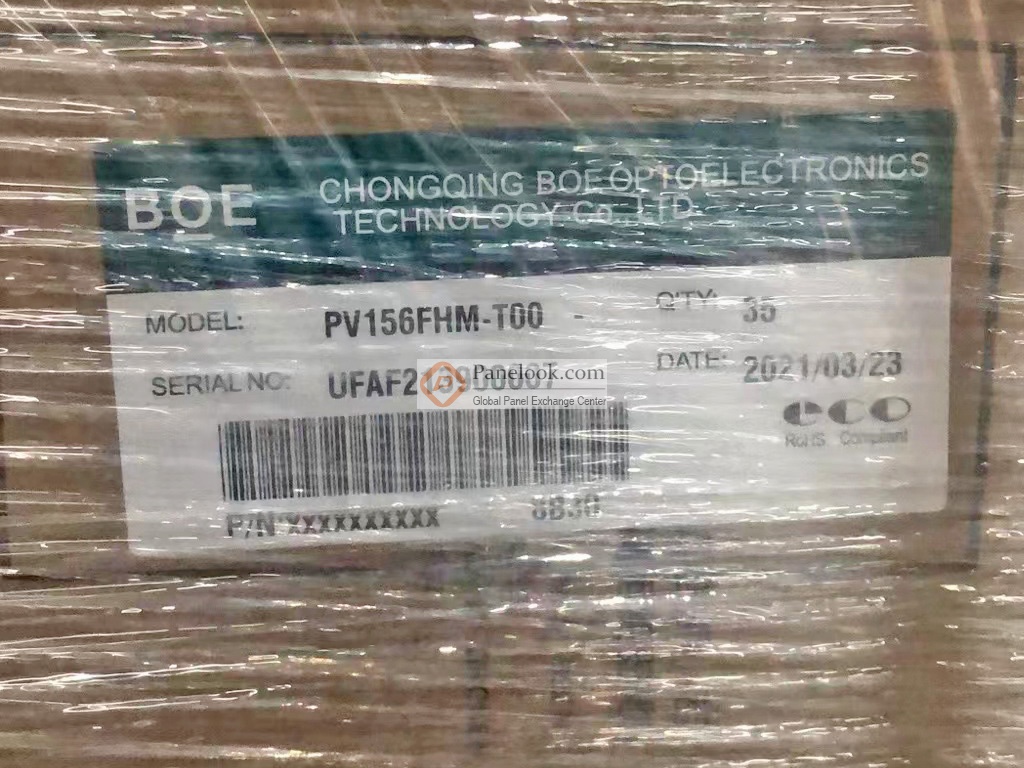 BOE
CHONGQING BOE OPTOELECTRONICS
TECHNOLOGY Co.,LTD
MODEL: PV156FHM-T00
Q'TY: 35
SERIAL NO:
DATE: 2021/03/23
Panelook.com
Global Panel Exchange Center
eco
RoHS Compliant
P/N:XXXXXXXXXX